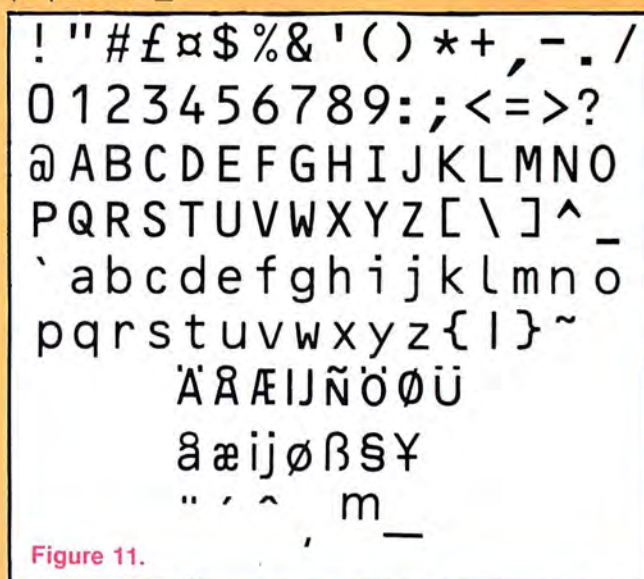 ! " # £ ¤ $ % & ' ( ) * + , - . /
0 1 2 3 4 5 6 7 8 9 : ; < = > ?
@ A B C D E F G H I J K L M N O
P Q R S T U V W X Y Z [ \ ] ^ _
` a b c d e f g h i j k l m n o
p q r s t u v w x y z { | } ~
Ä Å Æ IJ Ñ Ö Ø Ü
å æ ij ø ß § ¥
¨ ´ ^ ¸ m _
Figure 11.